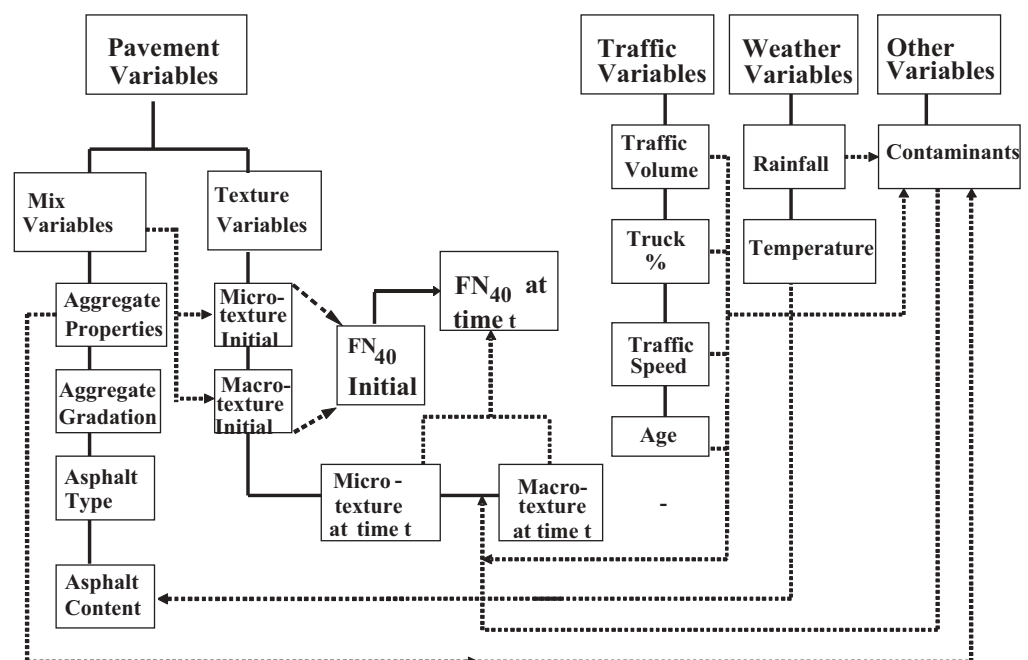 Pavement
Variables
Traffic
Variables
Weather
Variables
Other
Variables
Traffic
Volume
Rainfall
Contaminants
Mix
Variables
Texture
Variables
Truck
%
Temperature
Aggregate
Properties
Micro-
texture
Initial
FN40
Initial
FN40 at
time t
Traffic
Speed
Aggregate
Gradation
Macro-
texture
Initial
Age
Asphalt
Type
Micro-
texture
at time t
Macro-
texture
at time t
-
Asphalt
Content